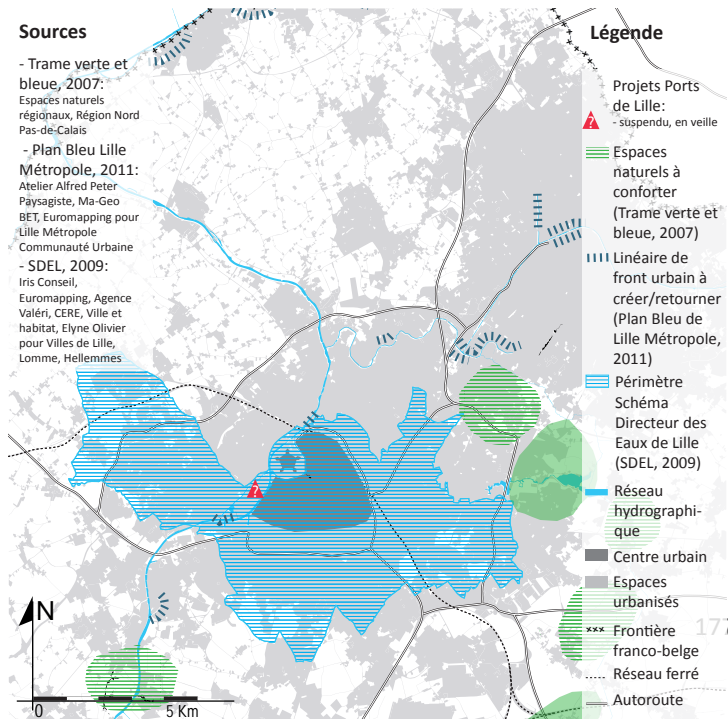 Sources
- Trame verte et
bleue, 2007:
Espaces naturels
régionaux, Région Nord
Pas-de-Calais
- Plan Bleu Lille
Métropole, 2011:
Atelier Alfred Peter
Paysagiste, Ma-Geo
BET, Euromapping pour
Lille Métropole
Communauté Urbaine
- SDEL, 2009:
Iris Conseil,
Euromapping, Agence
Valéri, CERE, Ville et
habitat, Elyne Olivier
pour Villes de Lille,
Lomme, Hellemmes
?
N
0 5 Km
Légende
Projets Ports
de Lille:
? - suspendu, en veille
Espaces
naturels à
conforter
(Trame verte et
bleue, 2007)
Linéaire de
front urbain à
créer/retourner
(Plan Bleu de
Lille Métropole,
2011)
Périmètre
Schéma
Directeur des
Eaux de Lille
(SDEL, 2009)
Réseau
hydrographi-
que
Centre urbain
Espaces
urbanisés
Frontière
franco-belge
Réseau ferré
Autoroute
177